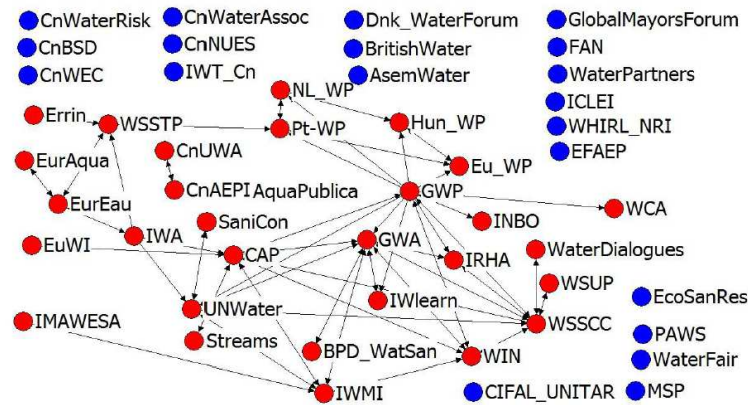 CnWaterRisk
CnWaterAssoc
Dnk_WaterForum
GlobalMayorsForum
CnBSD
CnNUES
BritishWater
FAN
CnWEC
IWT_Cn
AsemWater
WaterPartners
NL_WP
ICLEI
Errin
WSSTP
Pt-WP
Hun_WP
WHIRL_NRI
CnUWA
EFAEP
EurAqua
Eu_WP
CnAEPI
AquaPublica
GWP
EurEau
SaniCon
INBO
WCA
IWA
EuWI
CAP
GWA
IRHA
WaterDialogues
WSUP
IWlearn
EcoSanRes
UNWater
IMAWESA
WSSCC
Streams
PAWS
BPD_WatSan
WIN
WaterFair
IWMI
CIFAL_UNITAR
MSP